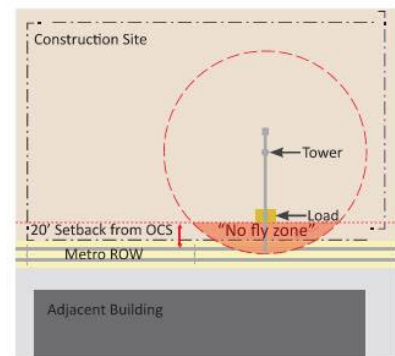 Construction Site
Tower
Load
20' Setback from OCS
"No fly zone"
Metro ROW
Adjacent Building